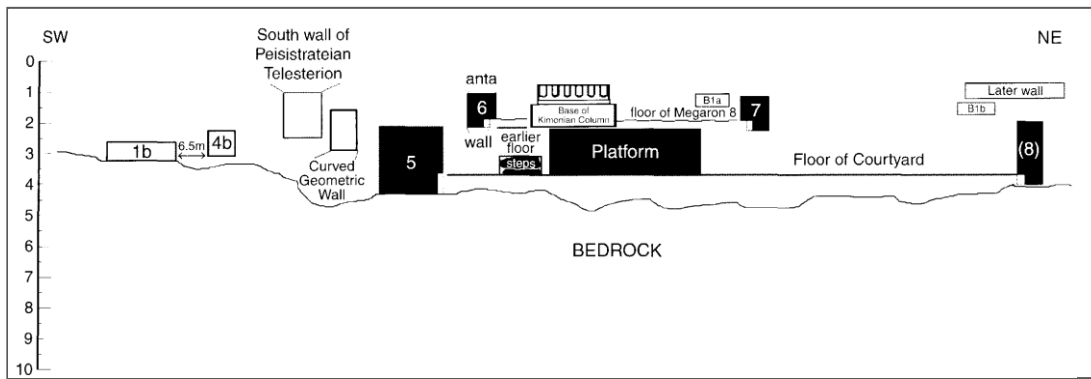 SW
NE
South wall of
Peisistrateian
Telesterion
0
1
2
3
4
5
6
7
8
9
10
1b
6.5m
4b
Curved
Geometric
Wall
5
anta
6
wall
earlier
floor
steps
Base of
Kimonian Column
Platform
B1a
floor of Megaron 8
7
Floor of Courtyard
Later wall
B1b
(8)
BEDROCK